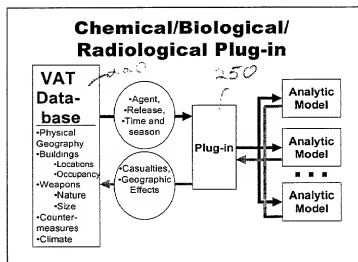 Chemical/Biological/
Radiological Plug-in
VAT
Data-
base
•Physical
Geography
•Buildings
•Locations
•Occupancy
•Weapons
•Nature
•Size
•Counter-
measures
•Climate
220
•Agent,
•Release,
•Time and
season
•Casualties,
•Geographic
Effects
250
Plug-in
Analytic
Model
Analytic
Model
Analytic
Model